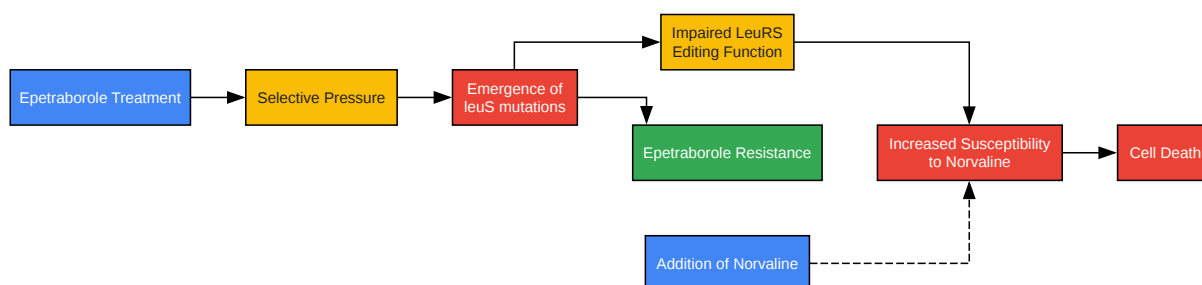 Epetraborole Treatment
Selective Pressure
Emergence of
leuS mutations
Impaired LeuRS
Editing Function
Epetraborole Resistance
Increased Susceptibility
to Norvaline
Cell Death
Addition of Norvaline